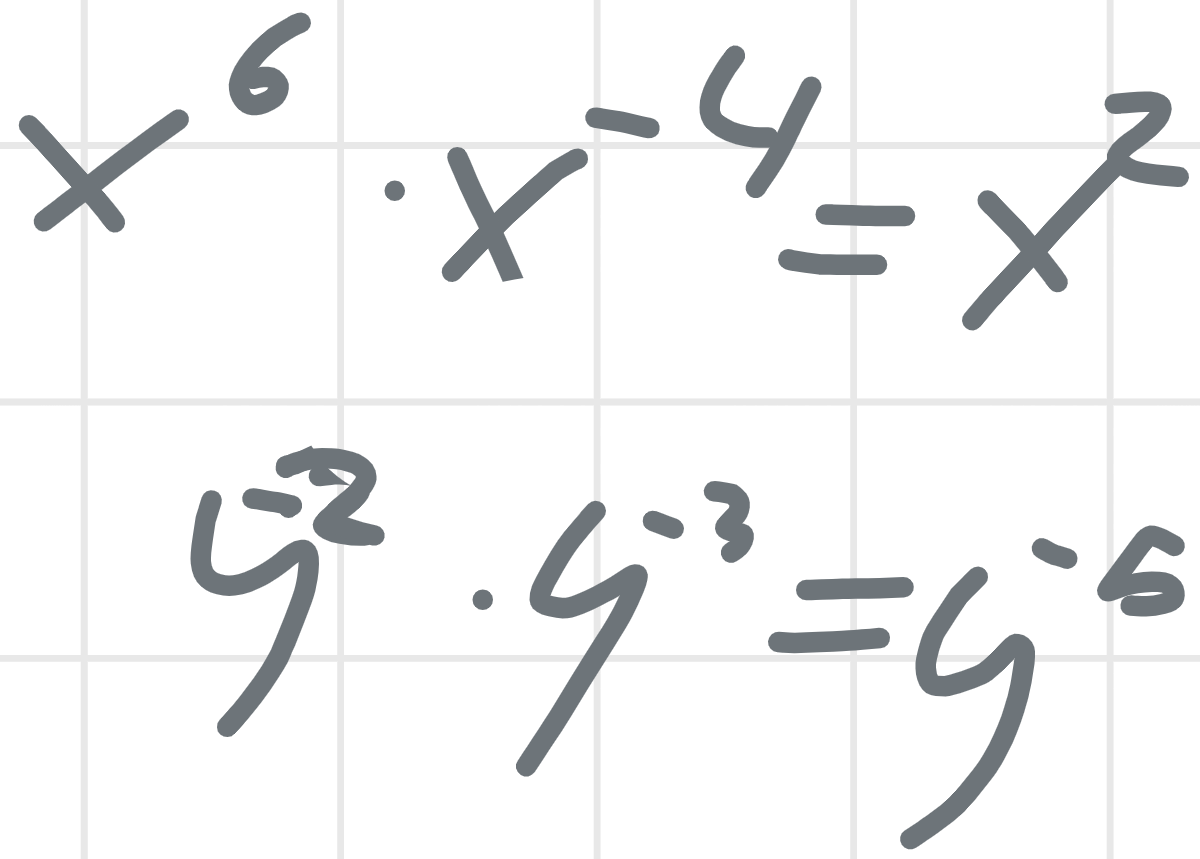 x⁶ · x⁻⁴ = x²
y⁻² · y⁻³ = y⁻⁵